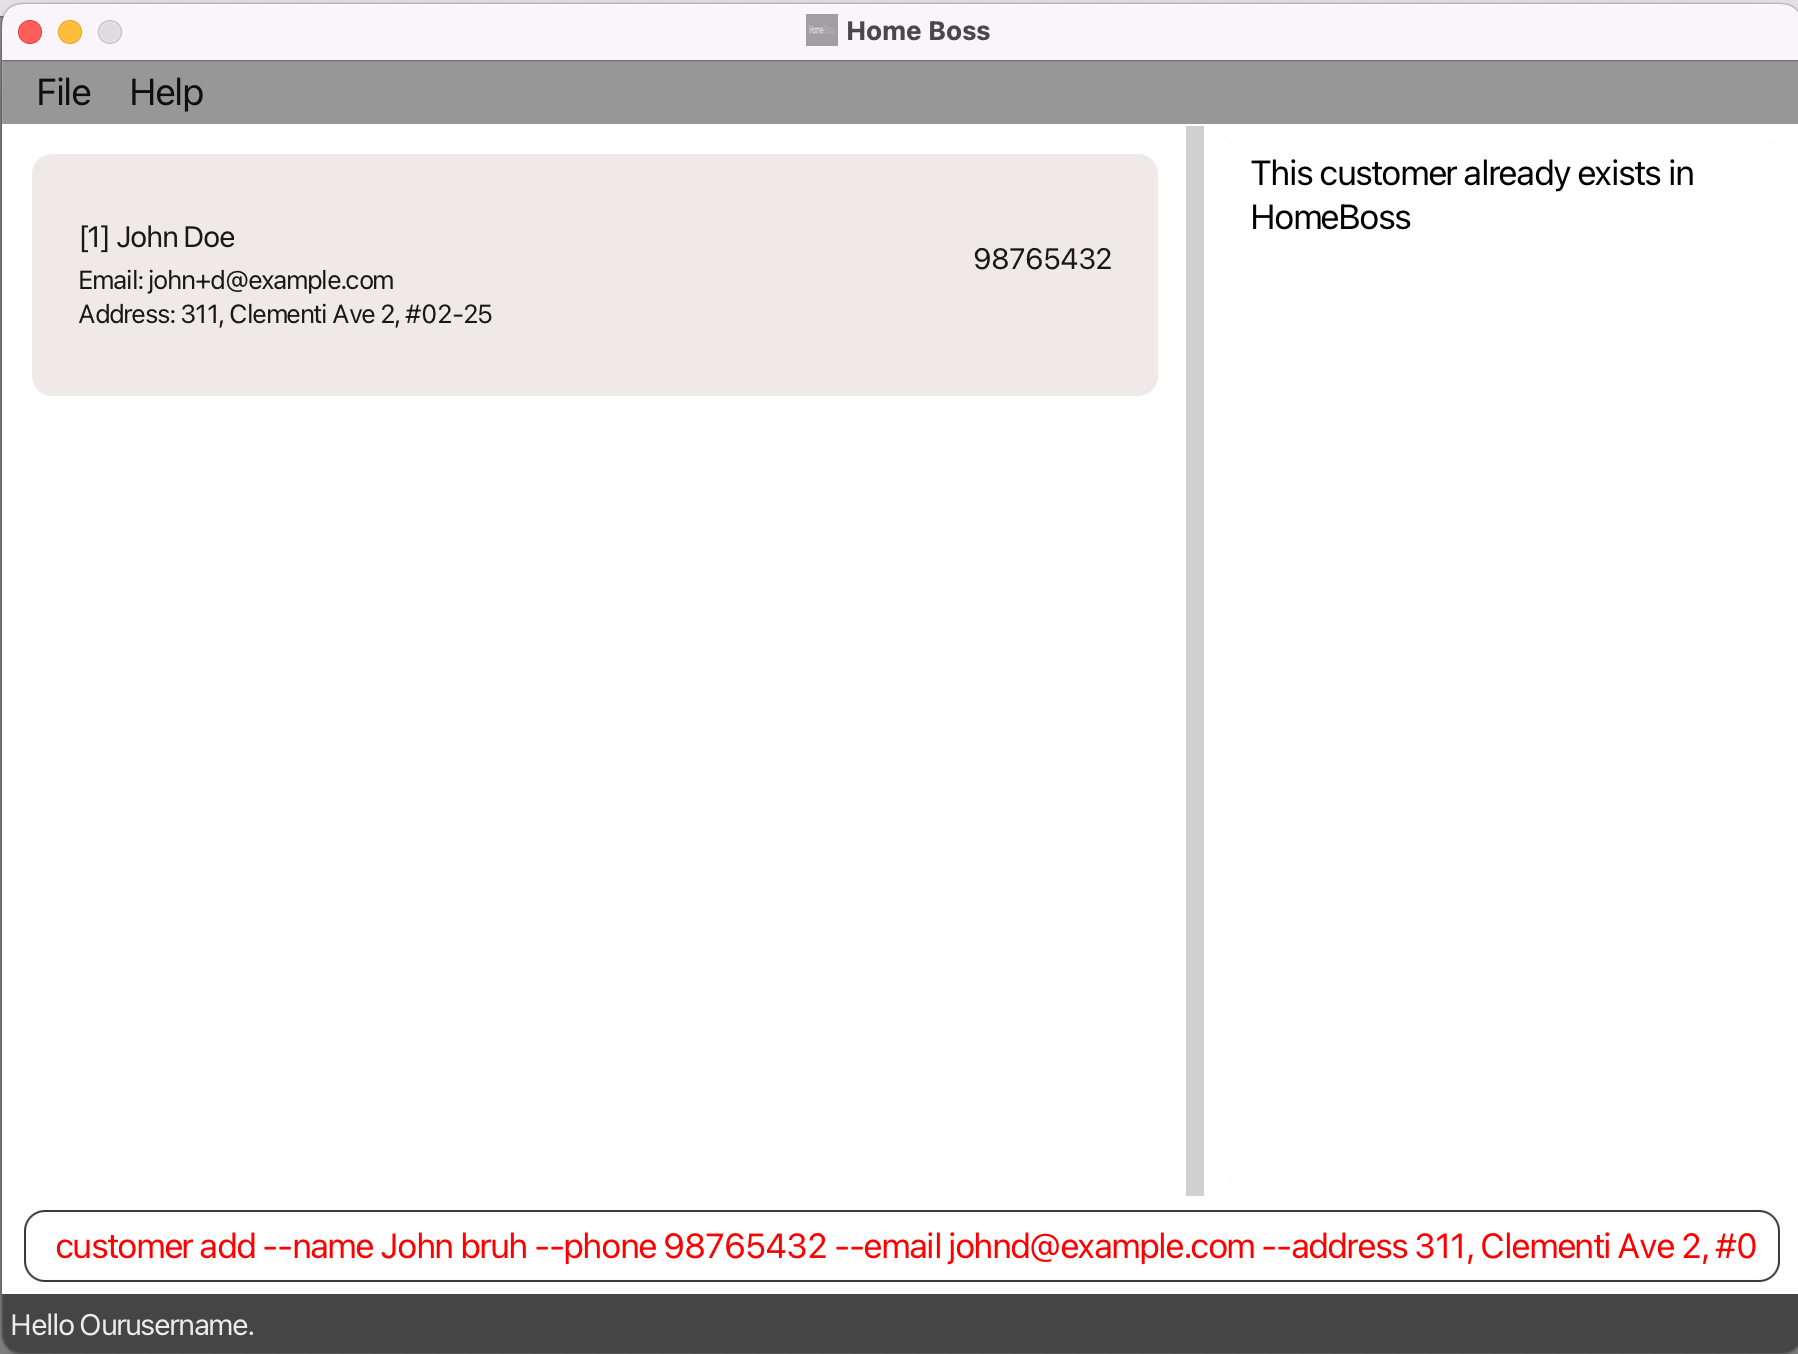 Home Boss
File Help
[1] John Doe
98765432
Email: john+d@example.com
Address: 311, Clementi Ave 2, #02-25
This customer already exists in
HomeBoss
customer add --name John bruh --phone 98765432 --email johnd@example.com --address 311, Clementi Ave 2, #0
Hello Ourusername.